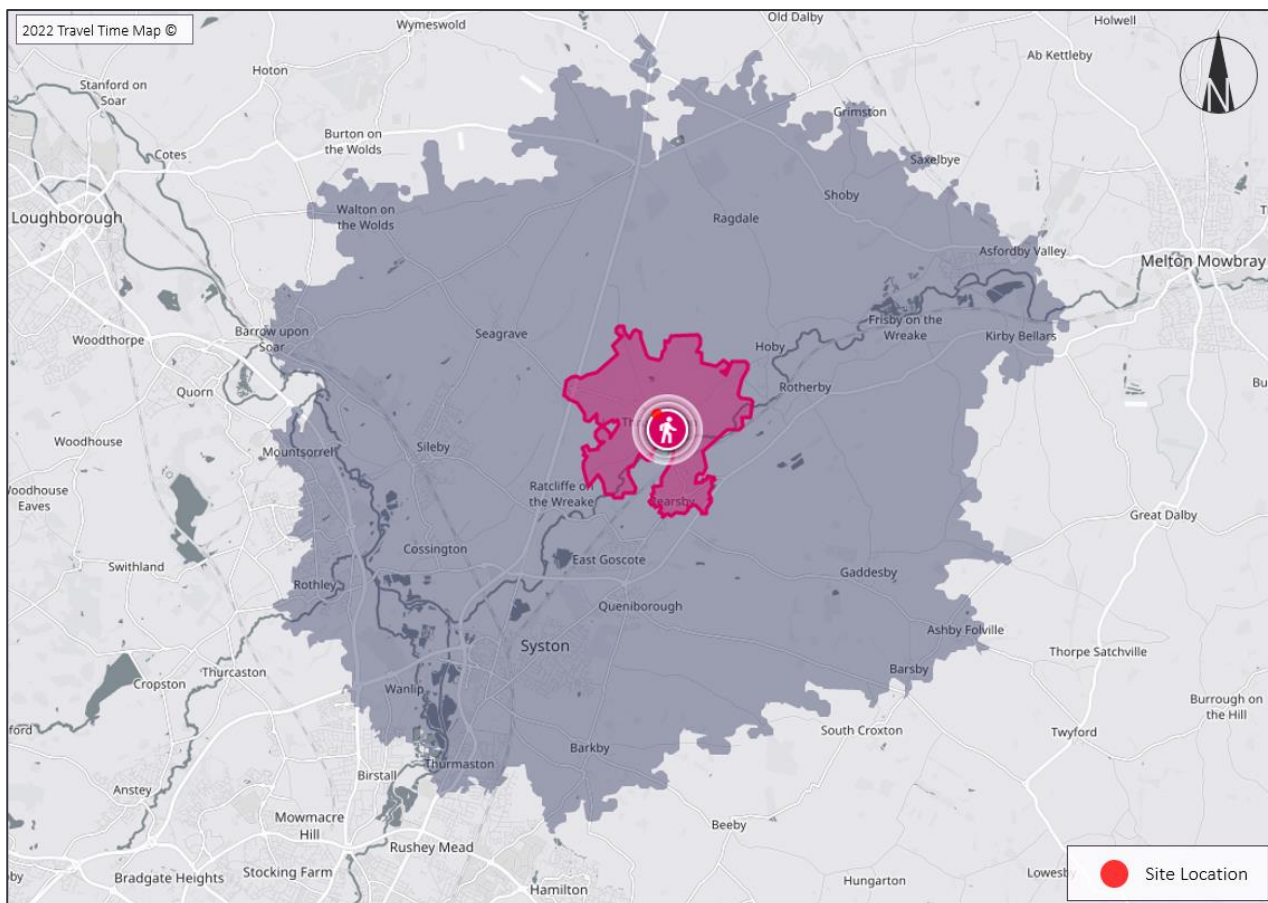 2022 Travel Time Map ©
Wymeswold
Old Dalby
Holwell
Ab Kettleby
Hoton
Stanford on
Soar
Grimston
Burton on
the Wolds
Cotes
Saxelbye
Shoby
Walton on
the Wolds
Loughborough
Ragdale
Asfordby Valley
Melton Mowbray
N
Frisby on the
Wreake
Kirby Bellars
Barrow upon
Soar
Seagrave
Woodthorpe
Hoby
Rotherby
Quorn
Woodhouse
Sileby
Mountsorrel
Woodhouse
Eaves
Ratcliffe on
the Wreake
Great Dalby
Cossington
East Goscote
Swithland
Gaddesby
Rothley
Queniborough
Ashby Folville
Syston
Thorpe Satchville
Thurcaston
Barsby
Cropston
Wanlip
Burrough on
the Hill
South Croxton
Twyford
Barkby
Thurmaston
Birstall
Anstey
Beeby
Mowmacre
Hill
Rushey Mead
Stocking Farm
Bradgate Heights
Hamilton
Hungarton
Site Location